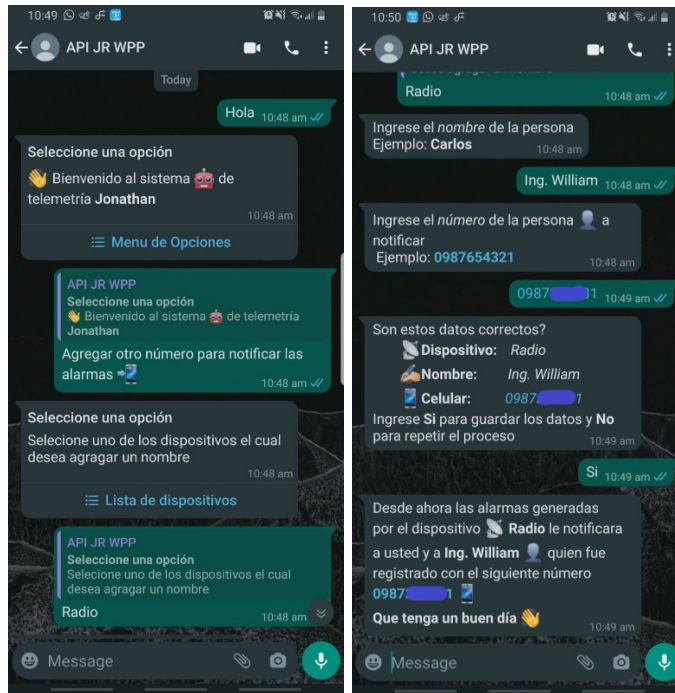 10:49
API JR WPP
Today
Hola 10:48 am
Seleccione una opción
👋 Bienvenido al sistema 🤖 de
telemetría Jonathan
10:48 am
Menu de Opciones
API JR WPP
Seleccione una opción
👋 Bienvenido al sistema 🤖 de telemetría
Jonathan
Agregar otro número para notificar las
alarmas 📲
10:48 am
Seleccione una opción
Selecione uno de los dispositivos el cual
desea agragar un nombre
10:48 am
Lista de dispositivos
API JR WPP
Seleccione una opción
Selecione uno de los dispositivos el cual
desea agragar un nombre
Radio 10:48 am
Message
10:50
API JR WPP
Radio 10:48 am
Ingrese el nombre de la persona
Ejemplo: Carlos 10:48 am
Ing. William 10:48 am
Ingrese el número de la persona 👤 a
notificar
Ejemplo: 0987654321 10:48 am
0987 31 10:49 am
Son estos datos correctos?
📡Dispositivo: Radio
✍Nombre: Ing. William
📱Celular: 0987 1
Ingrese Si para guardar los datos y No
para repetir el proceso 10:49 am
Si 10:49 am
Desde ahora las alarmas generadas
por el dispositivo 📡 Radio le notificara
a usted y a Ing. William 👤 quien fue
registrado con el siguiente número
0987 1 📱
Que tenga un buen día 👋
10:49 am
Message